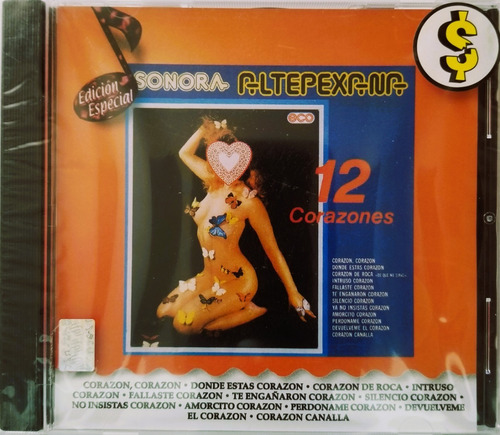 Edición
Especial
SONORA ALTEPEXANA
eco
12
Corazones
CORAZON, CORAZON
DONDE ESTAS CORAZON
CORAZON DE ROCA
INTRUSO CORAZON
FALLASTE CORAZON
TE ENGAÑARON CORAZON
SILENCIO CORAZON
YA NO INSISTAS CORAZON
AMORCITO CORAZON
PERDONAME CORAZON
DEVUELVEME EL CORAZON
CORAZON CANALLA
CORAZON, CORAZON · DONDE ESTAS CORAZON · CORAZON DE ROCA · INTRUSO
CORAZON · FALLASTE CORAZON · TE ENGAÑARON CORAZON · SILENCIO CORAZON ·
NO INSISTAS CORAZON · AMORCITO CORAZON · PERDONAME CORAZON · DEVUELVEME
EL CORAZON · CORAZON CANALLA